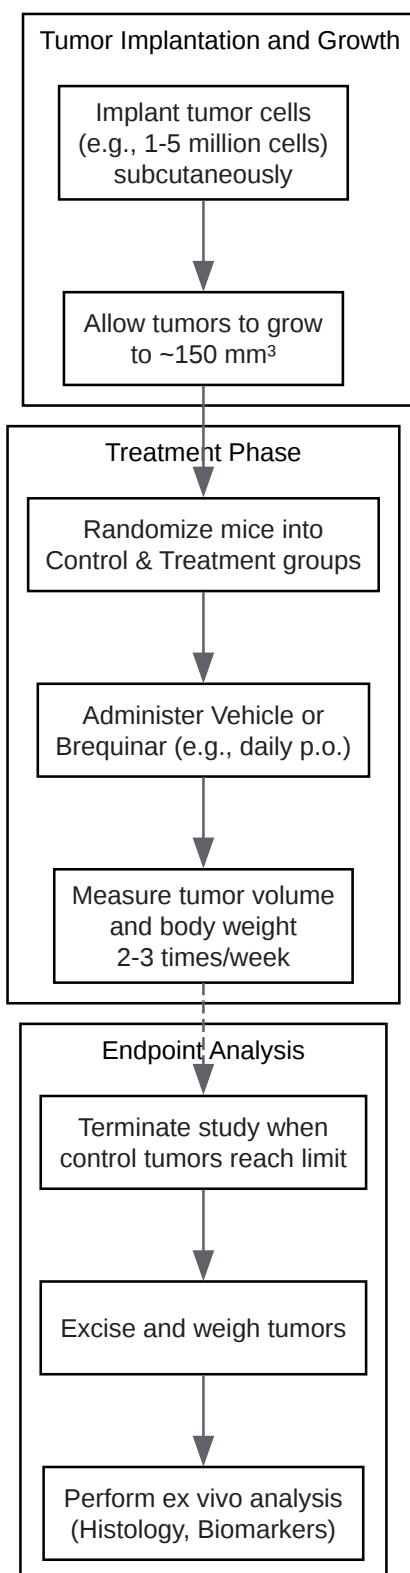 Tumor Implantation and Growth
Implant tumor cells
(e.g., 1-5 million cells)
subcutaneously
Allow tumors to grow
to ~150 mm³
Treatment Phase
Randomize mice into
Control & Treatment groups
Administer Vehicle or
Brequinar (e.g., daily p.o.)
Measure tumor volume
and body weight
2-3 times/week
Endpoint Analysis
Terminate study when
control tumors reach limit
Excise and weigh tumors
Perform ex vivo analysis
(Histology, Biomarkers)